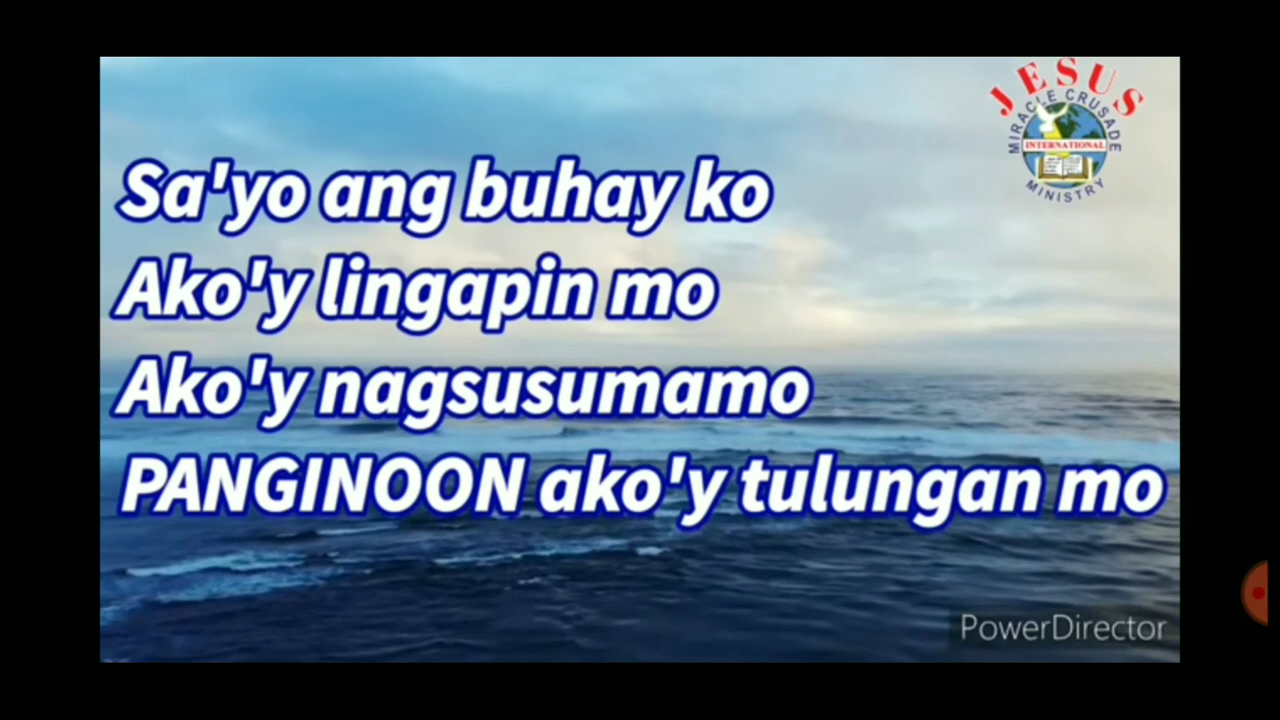 JESUS
MIRACLE CRUSADE
INTERNATIONAL
MINISTRY
Sa'yo ang buhay ko
Ako'y lingapin mo
Ako'y nagsusumamo
PANGINOON ako'y tulungan mo
PowerDirector